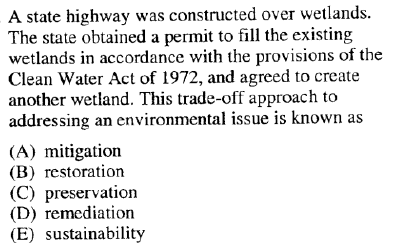 A state highway was constructed over wetlands.
The state obtained a permit to fill the existing
wetlands in accordance with the provisions of the
Clean Water Act of 1972, and agreed to create
another wetland. This trade-off approach to
addressing an environmental issue is known as
(A) mitigation
(B) restoration
(C) preservation
(D) remediation
(E) sustainability